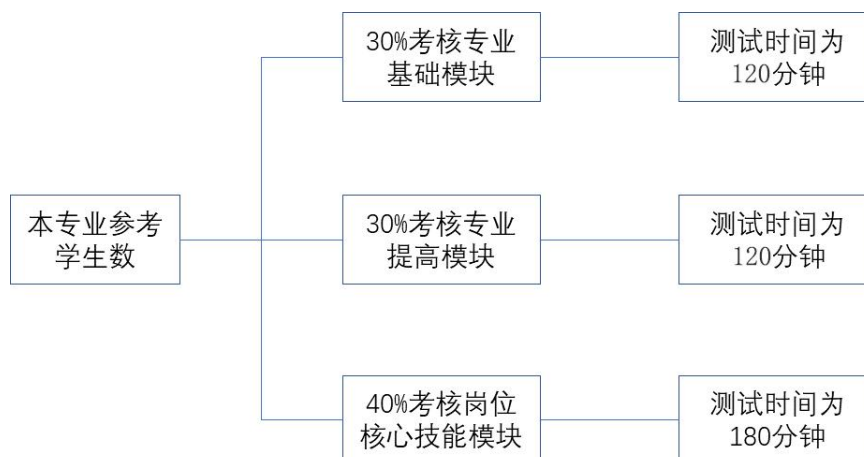 30%考核专业
基础模块
测试时间为
120分钟
本专业参考
学生数
30%考核专业
提高模块
测试时间为
120分钟
40%考核岗位
核心技能模块
测试时间为
180分钟